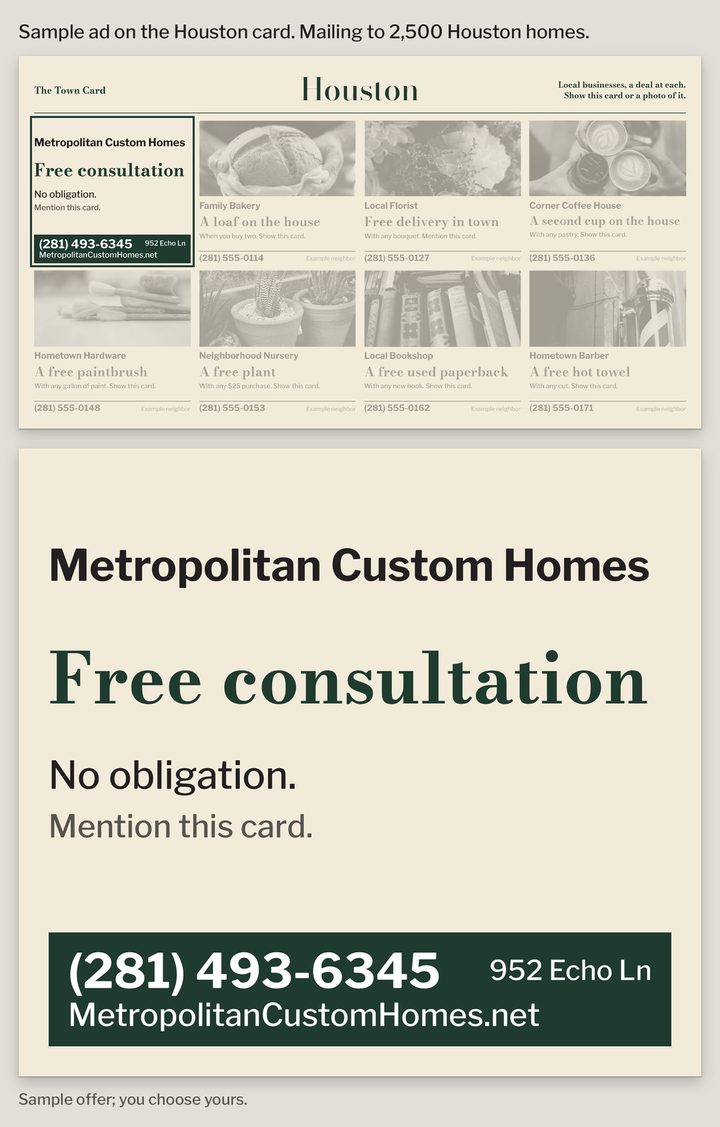 Sample ad on the Houston card. Mailing to 2,500 Houston homes.
The Town Card
Houston
Local businesses, a deal at each.
Show this card or a photo of it.
Metropolitan Custom Homes
Free consultation
No obligation.
Mention this card.
(281) 493-6345 952 Echo Ln
MetropolitanCustomHomes.net
Family Bakery
A loaf on the house
When you buy two. Show this card.
(281) 555-0114 Example neighbor
Local Florist
Free delivery in town
With any bouquet. Mention this card.
(281) 555-0127 Example neighbor
Corner Coffee House
A second cup on the house
With any pastry. Show this card.
(281) 555-0136 Example neighbor
Hometown Hardware
A free paintbrush
With any gallon of paint. Show this card.
(281) 555-0148 Example neighbor
Neighborhood Nursery
A free plant
With any $25 purchase. Show this card.
(281) 555-0153 Example neighbor
Local Bookshop
A free used paperback
With any new book. Show this card.
(281) 555-0162 Example neighbor
Hometown Barber
A free hot towel
With any cut. Show this card.
(281) 555-0171 Example neighbor
Metropolitan Custom Homes
Free consultation
No obligation.
Mention this card.
(281) 493-6345 952 Echo Ln
MetropolitanCustomHomes.net
Sample offer; you choose yours.